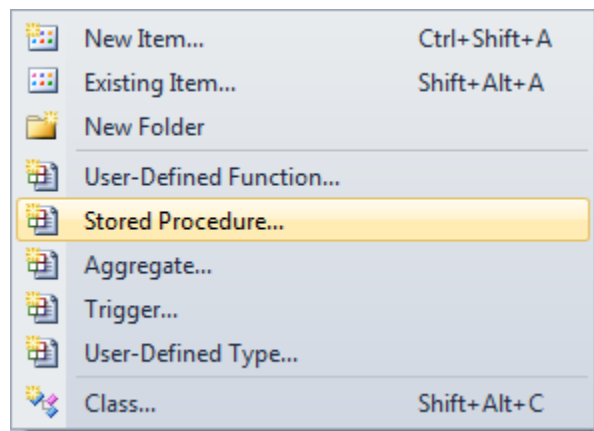 New Item... Ctrl+Shift+A
Existing Item... Shift+Alt+A
New Folder
User-Defined Function...
Stored Procedure...
Aggregate...
Trigger...
User-Defined Type...
Class... Shift+Alt+C